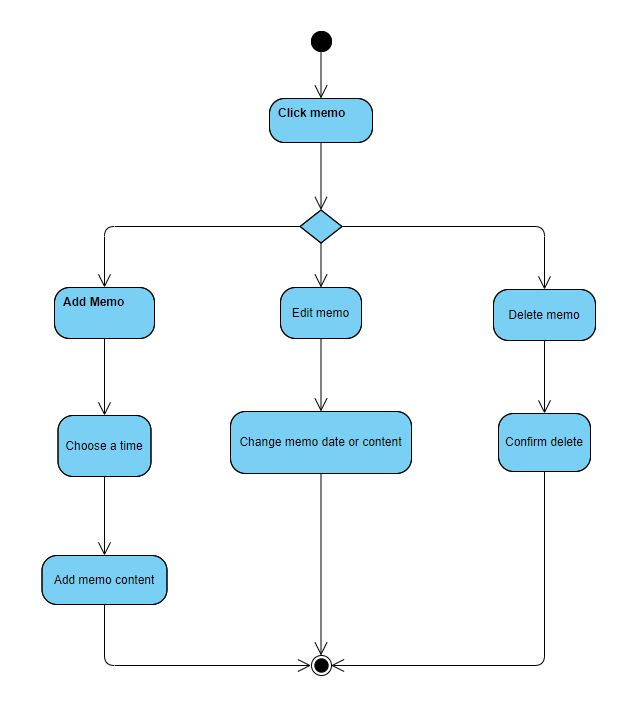 Click memo
Add Memo
Edit memo
Delete memo
Choose a time
Change memo date or content
Confirm delete
Add memo content